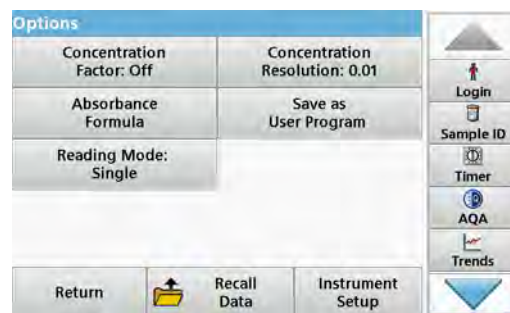 Options
Concentration
Factor: Off
Concentration
Resolution: 0.01
Absorbance
Formula
Save as
User Program
Reading Mode:
Single
Return
Recall
Data
Instrument
Setup
Login
Sample ID
Timer
AQA
Trends